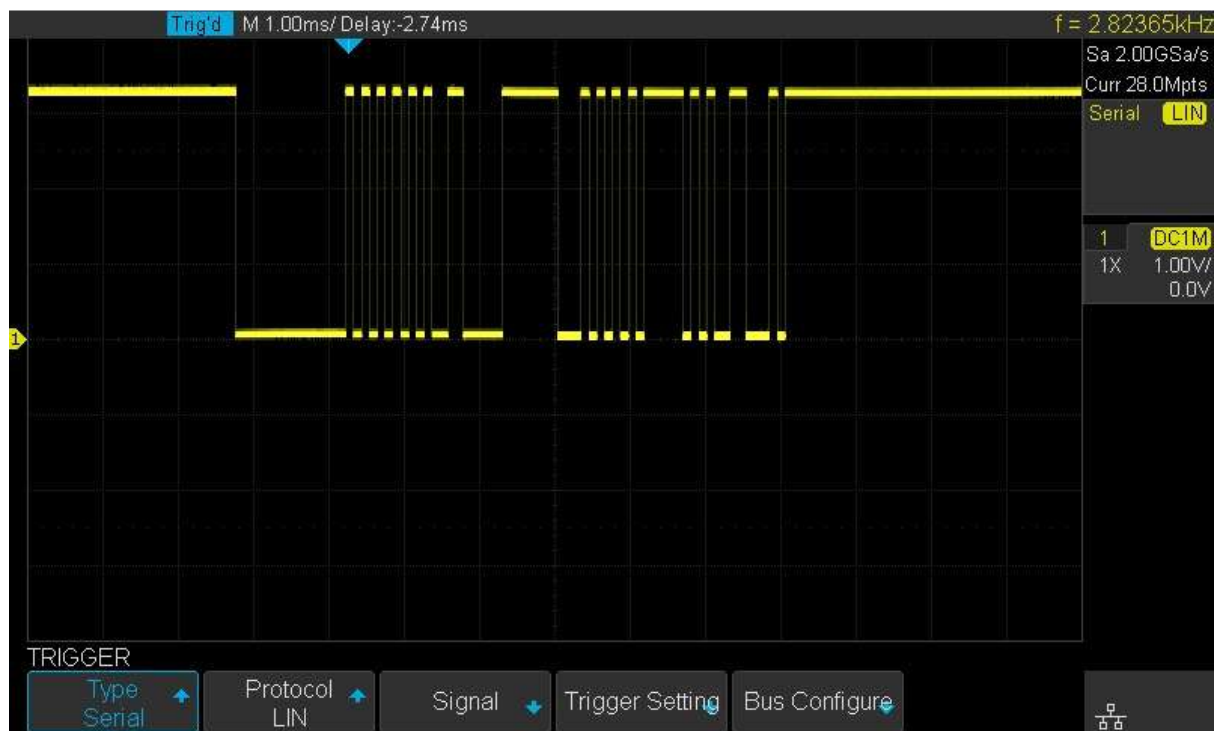 Trig'd M 1.00ms/ Delay:-2.74ms f = 2.82365kHz
Sa 2.00GSa/s
Curr 28.0Mpts
Serial LIN
1 DC1M
1X 1.00V/
0.0V
1
TRIGGER
Type
Serial
Protocol
LIN
Signal
Trigger Setting
Bus Configure